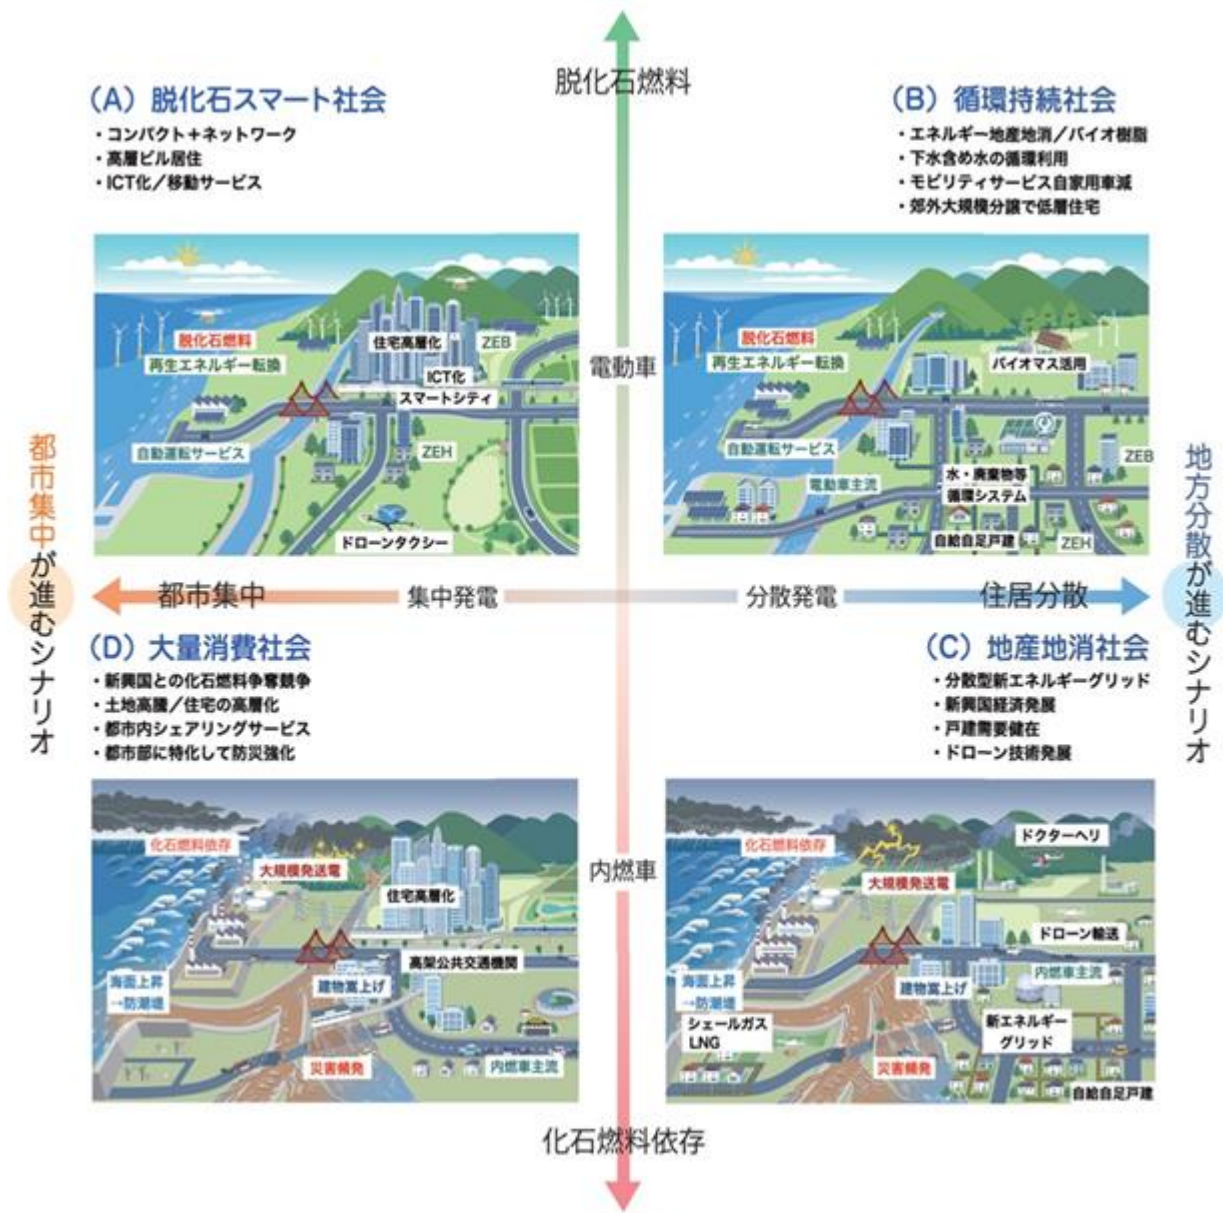 脱化石燃料
(A) 脱化石スマート社会
・コンパクト+ネットワーク
・高層ビル居住
・ICT化/移動サービス
(B) 循環持続社会
・エネルギー地産地消/バイオ樹脂
・下水含め水の循環利用
・モビリティサービス自家用車減
・郊外大規模分譲で低層住宅
脱化石燃料
再生エネルギー転換
住宅高層化
ZEB
ICT化
スマートシティ
自動運転サービス
ZEH
ドローンタクシー
電動車
脱化石燃料
再生エネルギー転換
バイオマス活用
自動運転サービス
ZEB
電動車主流
水・廃棄物等
循環システム
自給自足戸建
ZEH
都市集中が進むシナリオ
地方分散が進むシナリオ
都市集中
集中発電
分散発電
住居分散
(D) 大量消費社会
・新興国との化石燃料争奪競争
・土地高騰/住宅の高層化
・都市内シェアリングサービス
・都市部に特化して防災強化
(C) 地産地消社会
・分散型新エネルギーグリッド
・新興国経済発展
・戸建需要健在
・ドローン技術発展
化石燃料依存
大規模発送電
住宅高層化
高架公共交通機関
海面上昇
→防潮堤
建物嵩上げ
災害頻発
内燃車主流
内燃車
化石燃料依存
ドクターヘリ
大規模発送電
ドローン輸送
内燃車主流
海面上昇
→防潮堤
建物嵩上げ
シェールガス
LNG
新エネルギー
グリッド
災害頻発
自給自足戸建
化石燃料依存